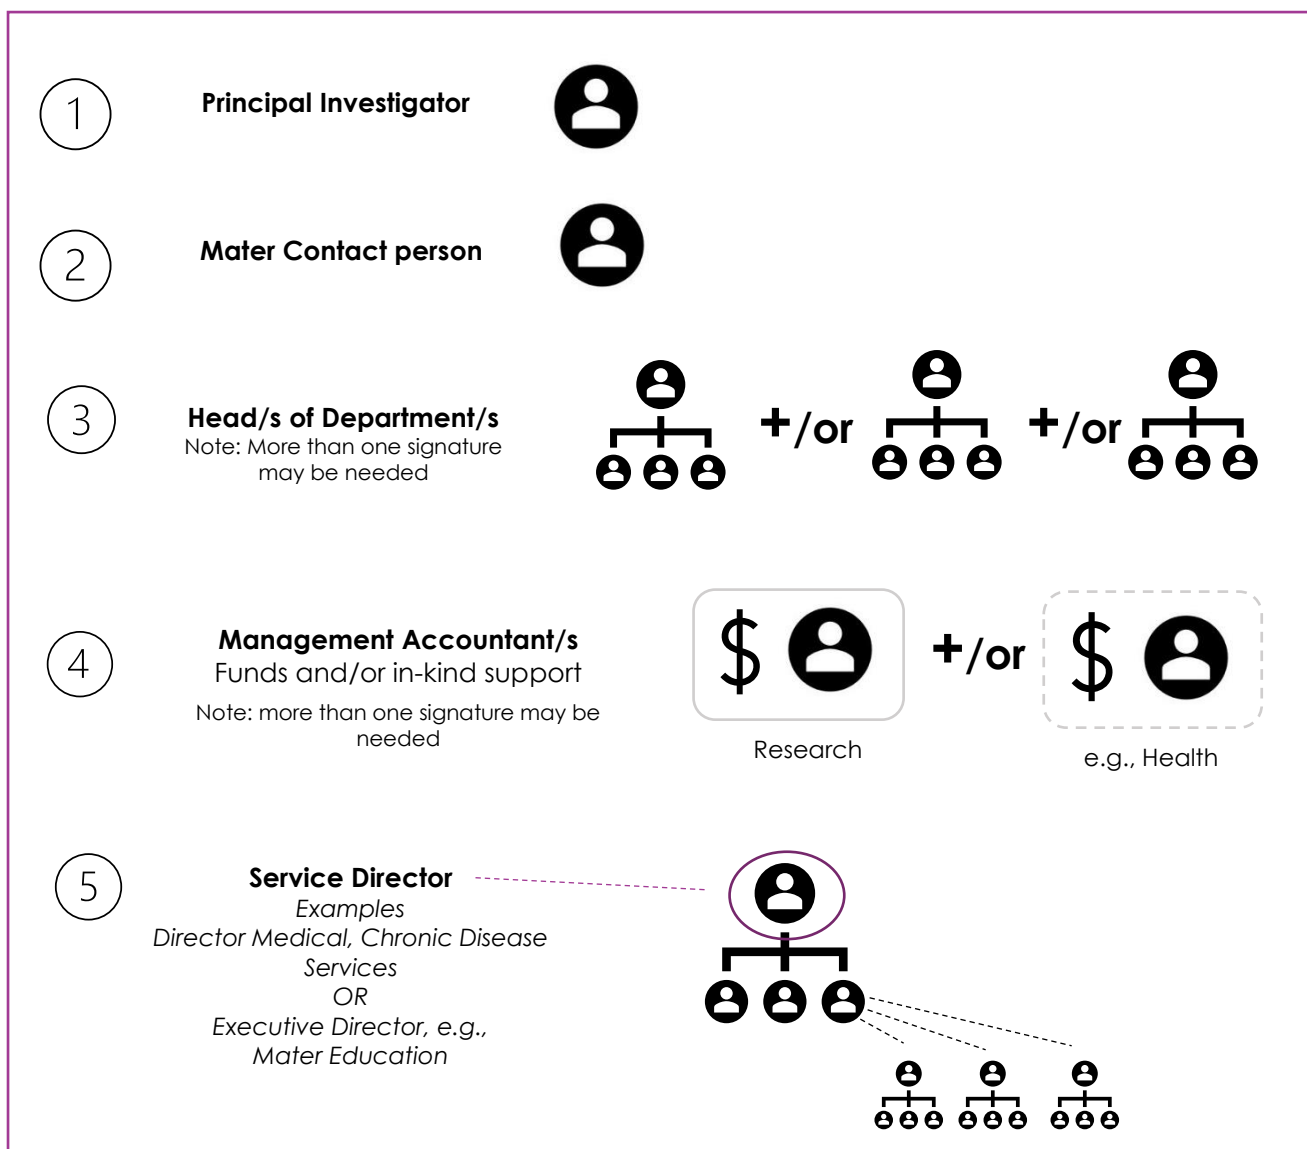 1
Principal Investigator
2
Mater Contact person
3
Head/s of Department/s
Note: More than one signature
may be needed
+/or
+/or
4
Management Accountant/s
Funds and/or in-kind support
Note: more than one signature may be
needed
$
+/or
$
Research
e.g., Health
5
Service Director
Examples
Director Medical, Chronic Disease
Services
OR
Executive Director, e.g.,
Mater Education